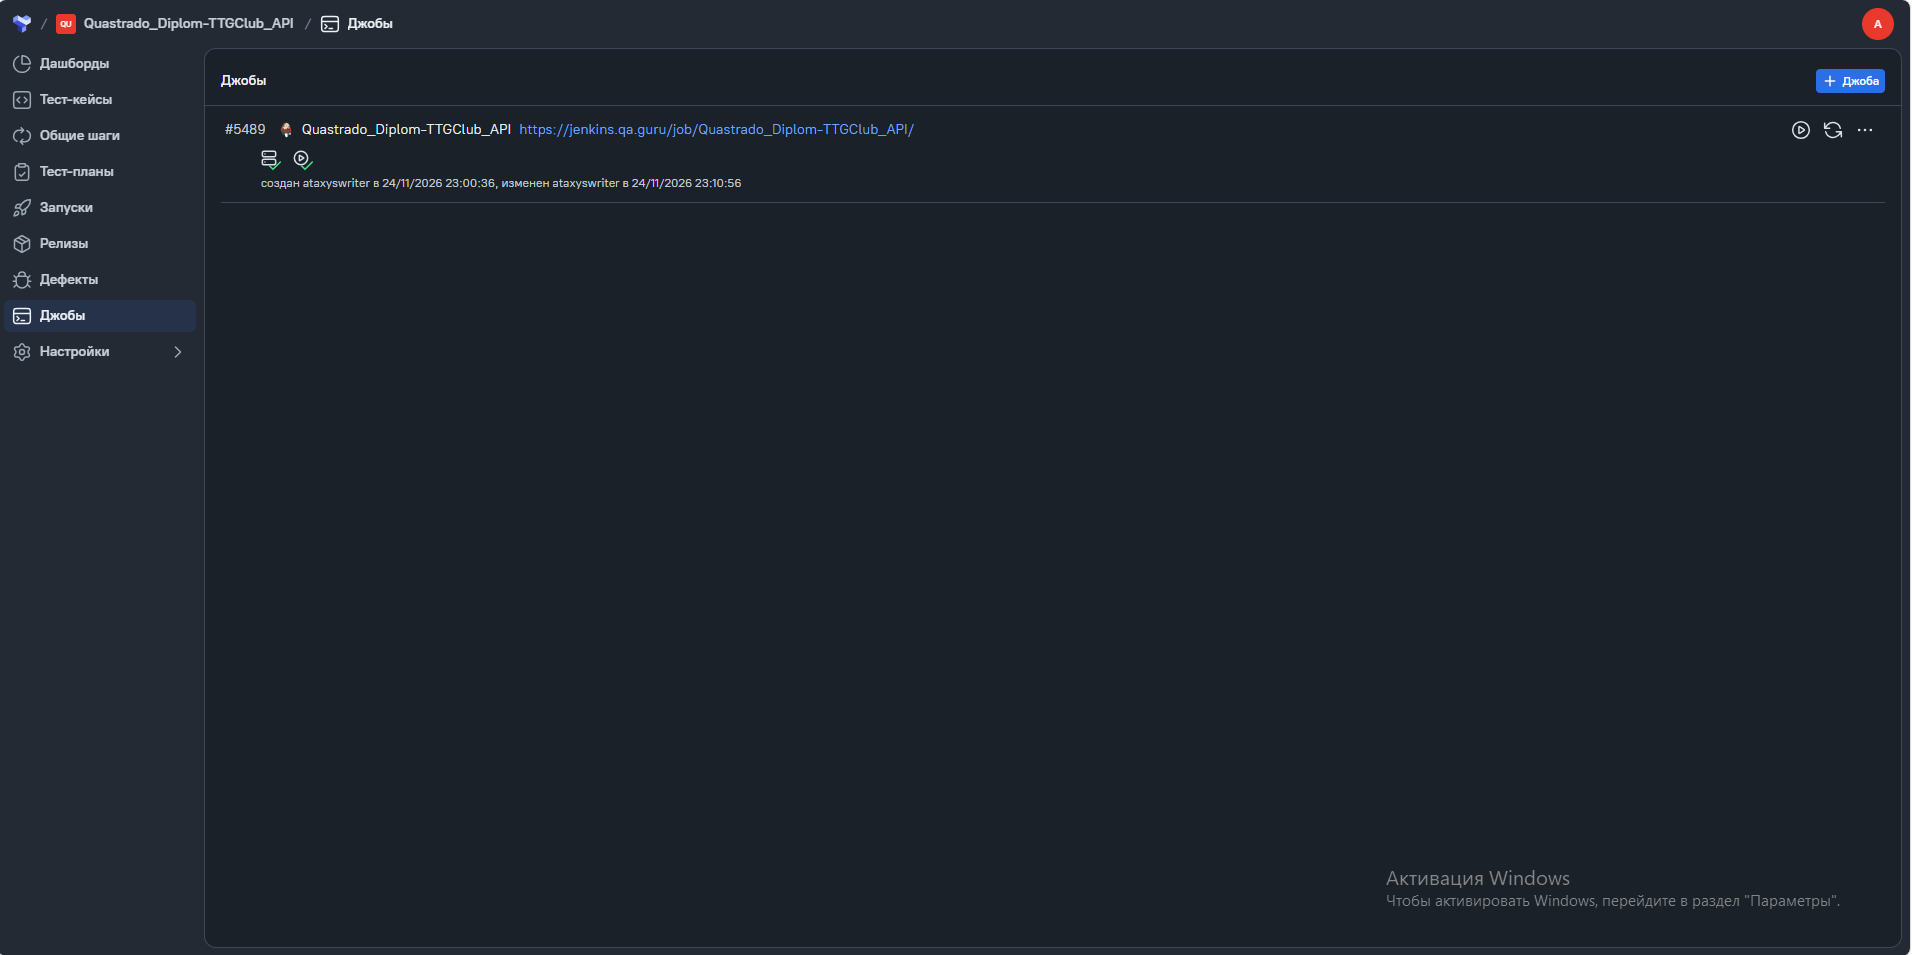 / QU Quastrado_Diplom-TTGClub_API / Джобы
A
Дашборды
Тест-кейсы
Общие шаги
Тест-планы
Запуски
Релизы
Дефекты
Джобы
Настройки
Джобы
+ Джоба
#5489 Quastrado_Diplom-TTGClub_API https://jenkins.qa.guru/job/Quastrado_Diplom-TTGClub_API/
создан ataxyswriter в 24/11/2026 23:00:36, изменен ataxyswriter в 24/11/2026 23:10:56
Активация Windows
Чтобы активировать Windows, перейдите в раздел "Параметры".